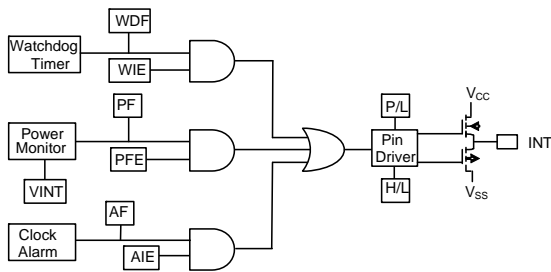 WDF
Watchdog
Timer
WIE
PF
P/L
VCC
Power
Monitor
PFE
Pin
Driver
INT
VINT
H/L
VSS
AF
Clock
Alarm
AIE